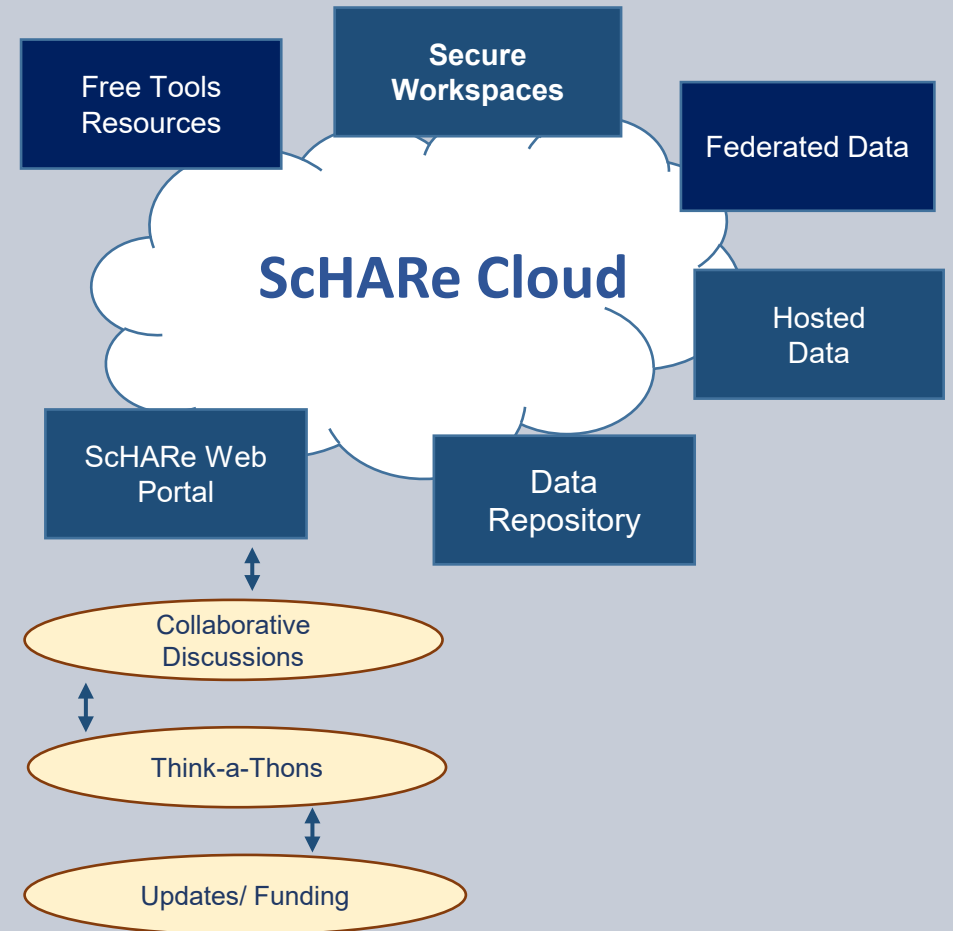 Free Tools
Resources
Secure
Workspaces
Federated Data
ScHARe Cloud
Hosted
Data
ScHARe Web
Portal
Data
Repository
Collaborative
Discussions
Think-a-Thons
Updates/ Funding